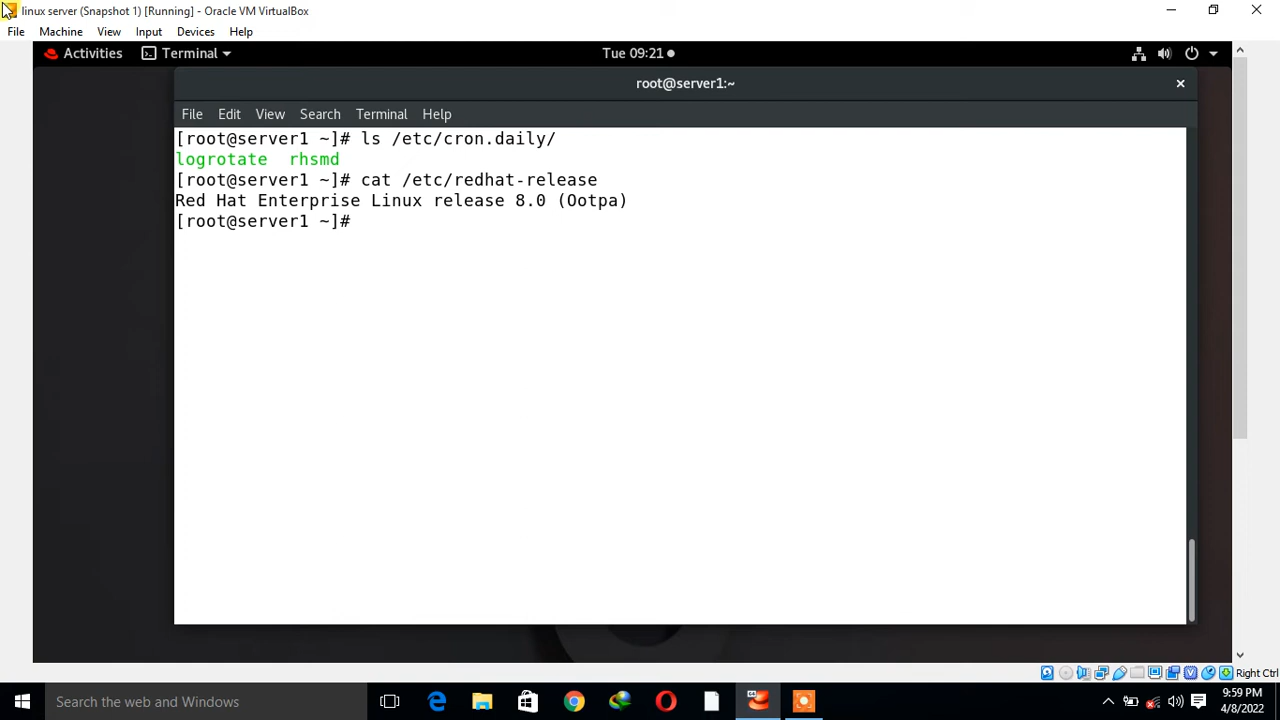 linux server (Snapshot 1) [Running] - Oracle VM VirtualBox
File Machine View Input Devices Help
Activities Terminal Tue 09:21
root@server1:~
File Edit View Search Terminal Help
[root@server1 ~]# ls /etc/cron.daily/
logrotate rhsmd
[root@server1 ~]# cat /etc/redhat-release
Red Hat Enterprise Linux release 8.0 (Ootpa)
[root@server1 ~]#
Right Ctrl
Search the web and Windows
9:59 PM
4/8/2022